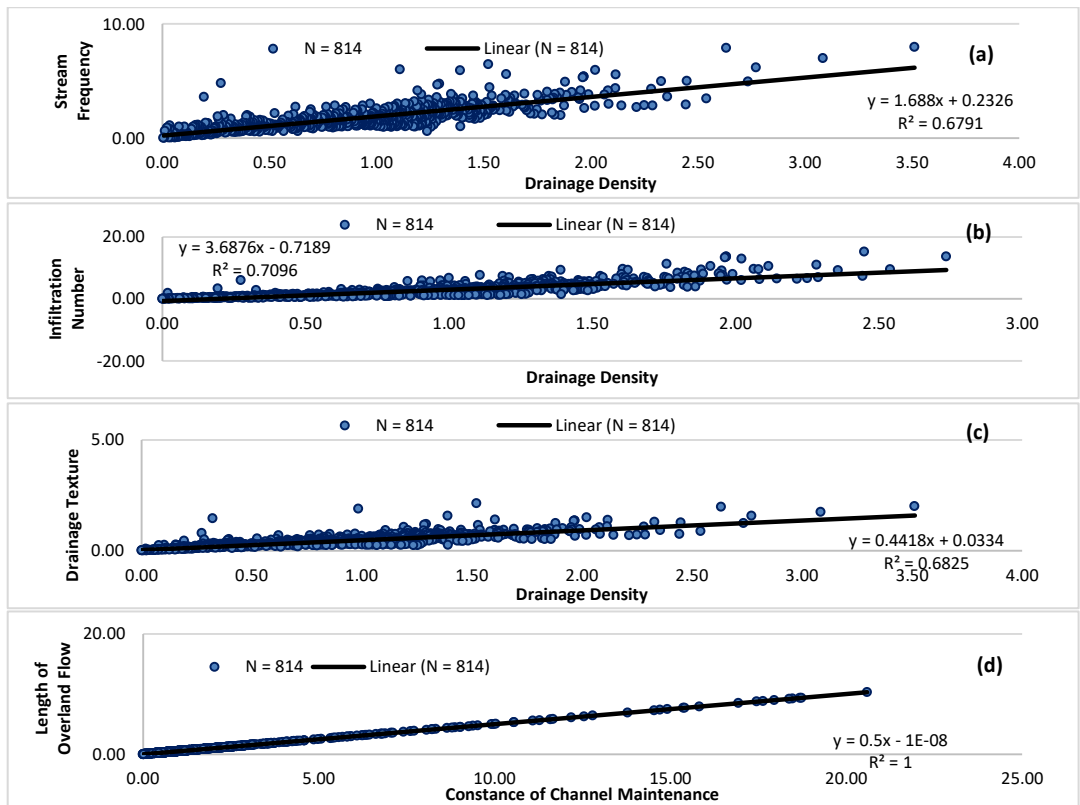 10.00
N = 814
Linear (N = 814)
(a)
Stream
Frequency
y = 1.688x + 0.2326
R² = 0.6791
0.00
0.00 0.50 1.00 1.50 2.00 2.50 3.00 3.50 4.00
Drainage Density
N = 814
Linear (N = 814)
(b)
20.00
y = 3.6876x - 0.7189
R² = 0.7096
Infiltration
Number
0.00
0.00 0.50 1.00 1.50 2.00 2.50 3.00
-20.00
Drainage Density
N = 814
Linear (N = 814)
(c)
5.00
Drainage Texture
y = 0.4418x + 0.0334
R² = 0.6825
0.00
0.00 0.50 1.00 1.50 2.00 2.50 3.00 3.50 4.00
Drainage Density
20.00
N = 814
Linear (N = 814)
(d)
Length of
Overland Flow
y = 0.5x - 1E-08
R² = 1
0.00
0.00 5.00 10.00 15.00 20.00 25.00
Constance of Channel Maintenance